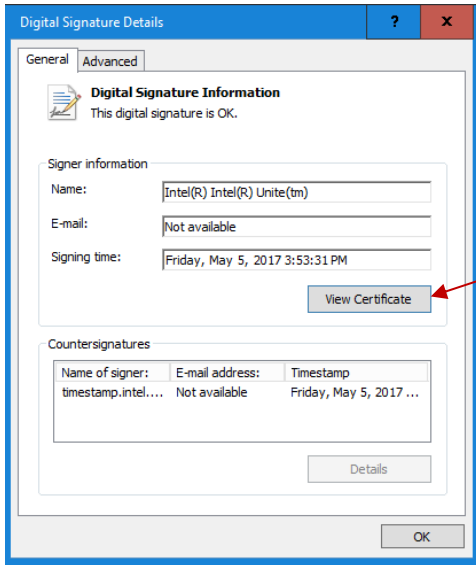 Digital Signature Details ? x
General Advanced
Digital Signature Information
This digital signature is OK.
Signer information
Name: Intel(R) Intel(R) Unite(tm)
E-mail: Not available
Signing time: Friday, May 5, 2017 3:53:31 PM
View Certificate
Countersignatures
Name of signer: E-mail address: Timestamp
timestamp.intel.... Not available Friday, May 5, 2017 ...
Details
OK